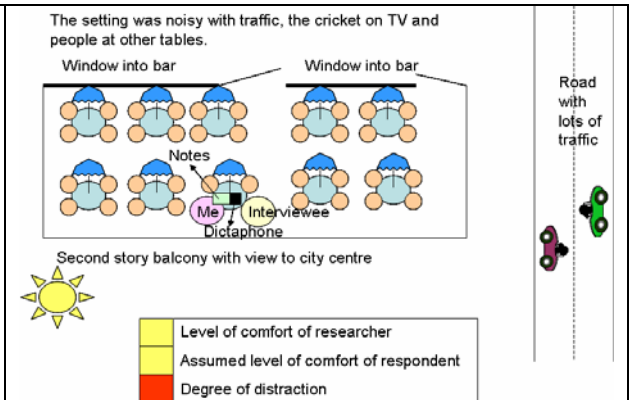 The setting was noisy with traffic, the cricket on TV and
people at other tables.
Window into bar
Window into bar
Road
with
lots of
traffic
Notes
Me
Interviewee
Dictaphone
Second story balcony with view to city centre
Level of comfort of researcher
Assumed level of comfort of respondent
Degree of distraction